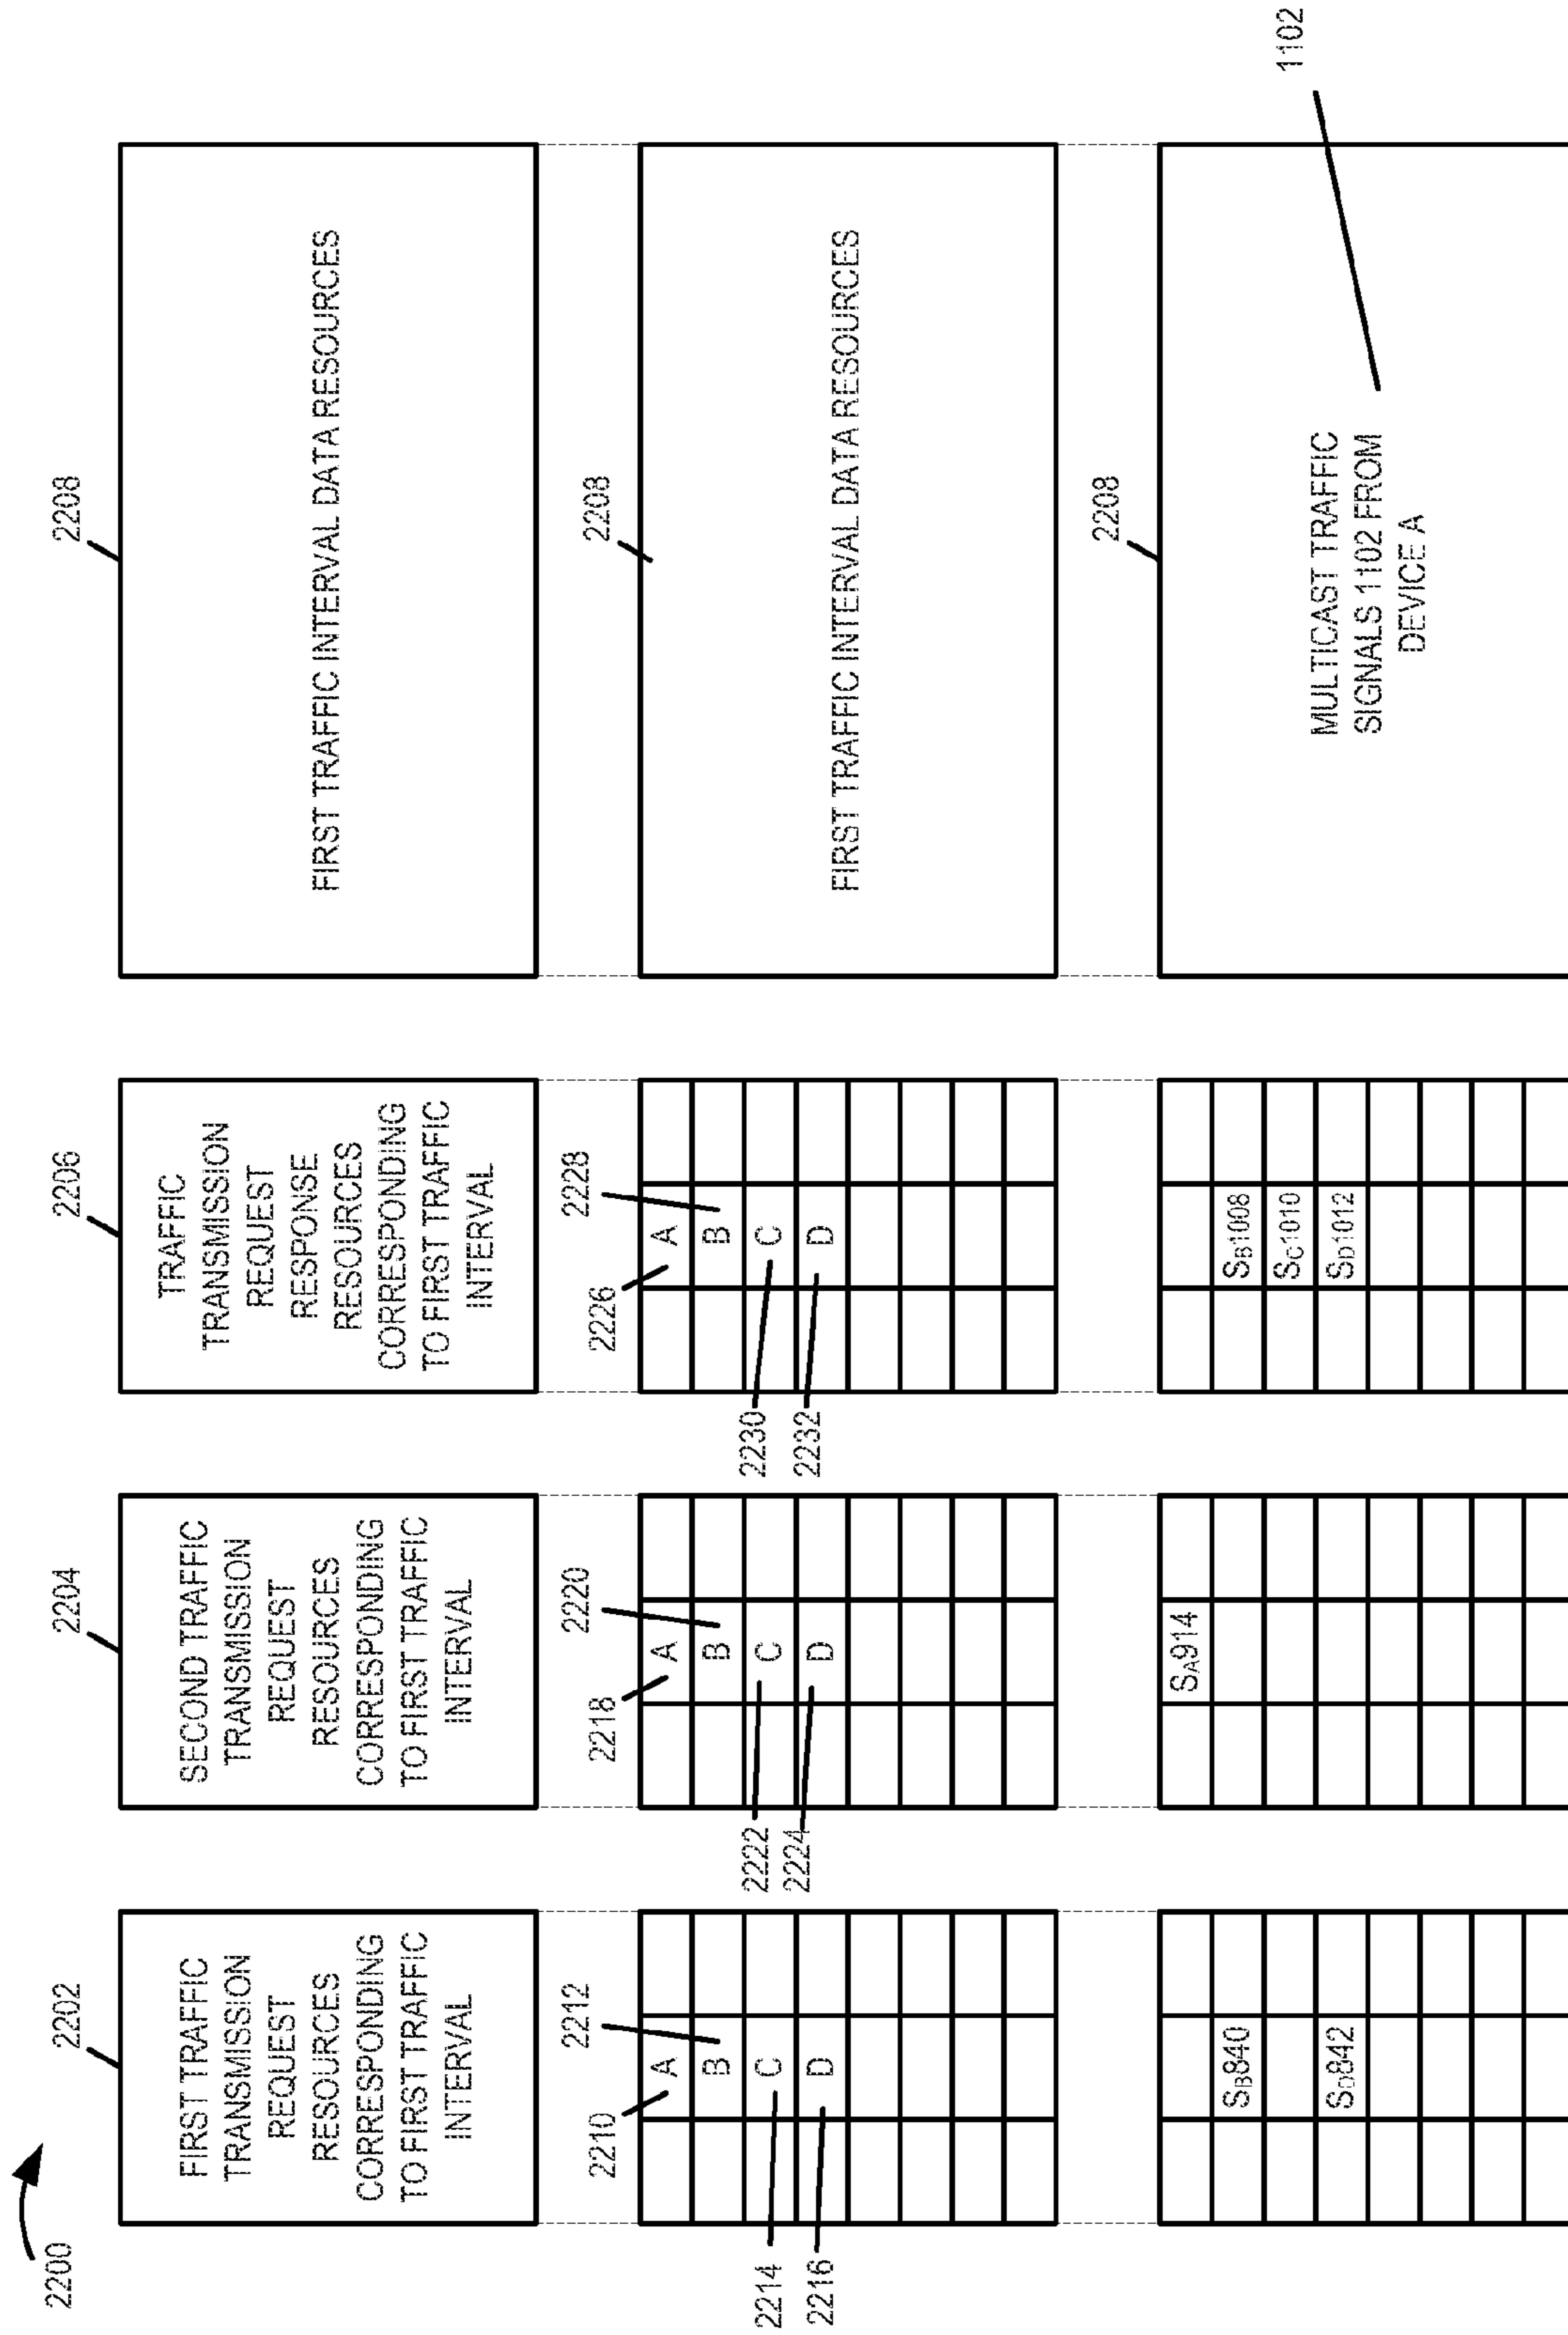 2200
2202
FIRST TRAFFIC
TRANSMISSION
REQUEST
RESOURCES
CORRESPONDING
TO FIRST TRAFFIC
INTERVAL
2204
SECOND TRAFFIC
TRANSMISSION
REQUEST
RESOURCES
CORRESPONDING
TO FIRST TRAFFIC
INTERVAL
2206
TRAFFIC
TRANSMISSION
REQUEST
RESPONSE
RESOURCES
CORRESPONDING
TO FIRST TRAFFIC
INTERVAL
2208
FIRST TRAFFIC INTERVAL DATA RESOURCES
2210
2212
A
B
C
D
2214
2216
2218
2220
A
B
C
D
2222
2224
2226
2228
A
B
C
D
2230
2232
2208
FIRST TRAFFIC INTERVAL DATA RESOURCES
SB840
SD842
SA914
SB1008
SC1010
SD1012
2208
MULTICAST TRAFFIC
SIGNALS 1102 FROM
DEVICE A
1102